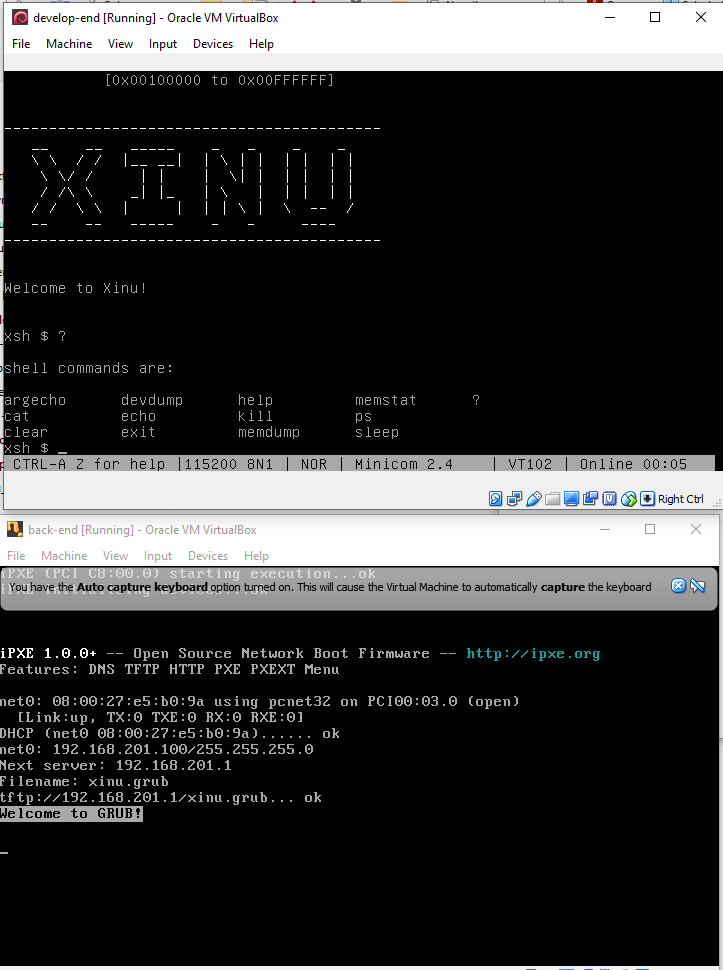 develop-end [Running] - Oracle VM VirtualBox
File Machine View Input Devices Help
[0x00100000 to 0x00FFFFFF]
XINU
Welcome to Xinu!
xsh $ ?
shell commands are:
argecho devdump help memstat ?
cat echo kill ps
clear exit memdump sleep
xsh $ _
CTRL-A Z for help |115200 8N1 | NOR | Minicom 2.4 | VT102 | Online 00:05
Right Ctrl
back-end [Running] - Oracle VM VirtualBox
File Machine View Input Devices Help
iPXE (PCI C8:00.0) starting execution...ok
You have the Auto capture keyboard option turned on. This will cause the Virtual Machine to automatically capture the keyboard
iPXE 1.0.0+ -- Open Source Network Boot Firmware -- http://ipxe.org
Features: DNS TFTP HTTP PXE PXEXT Menu
net0: 08:00:27:e5:b0:9a using pcnet32 on PCI00:03.0 (open)
[Link:up, TX:0 TXE:0 RX:0 RXE:0]
DHCP (net0 08:00:27:e5:b0:9a)...... ok
net0: 192.168.201.100/255.255.255.0
Next server: 192.168.201.1
Filename: xinu.grub
tftp://192.168.201.1/xinu.grub... ok
Welcome to GRUB!
_